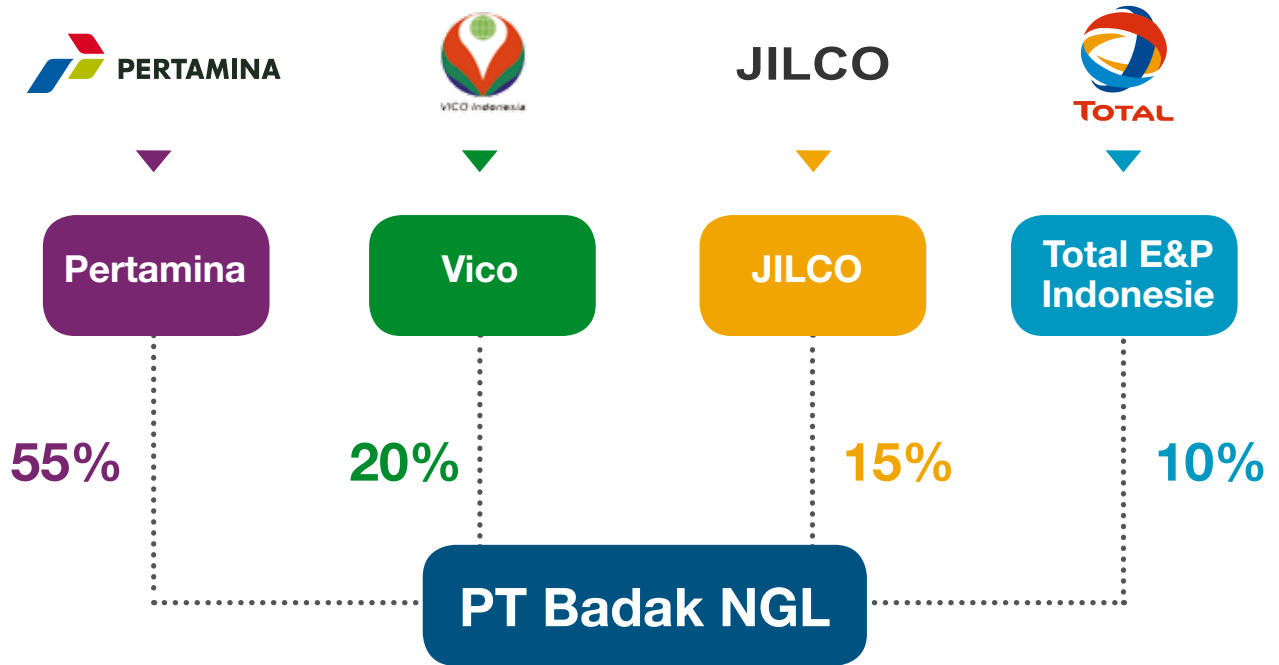 PERTAMINA
VICO Indonesia
JILCO
TOTAL
Pertamina
Vico
JILCO
Total E&P
Indonesie
55%
20%
15%
10%
PT Badak NGL